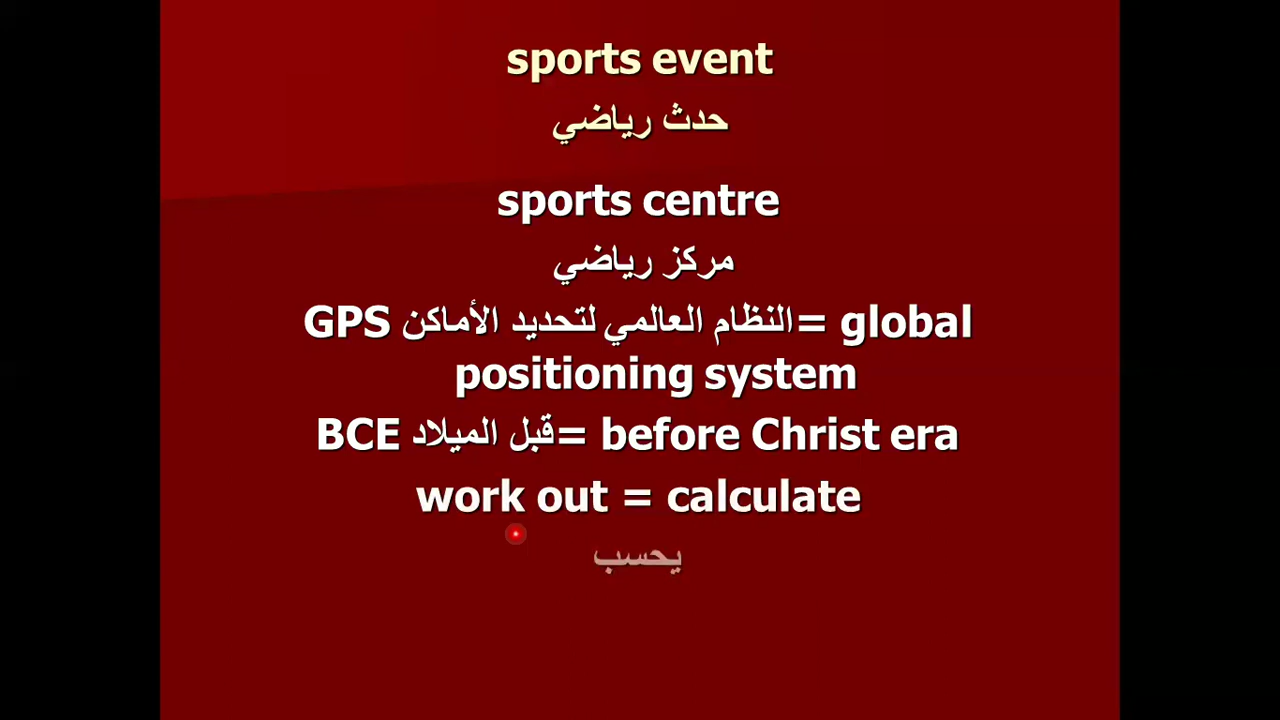 sports event
حدث رياضي
sports centre
مركز رياضي
GPS النظام العالمي لتحديد الأماكن= global
positioning system
BCE قبل الميلاد= before Christ era
work out = calculate
يحسب